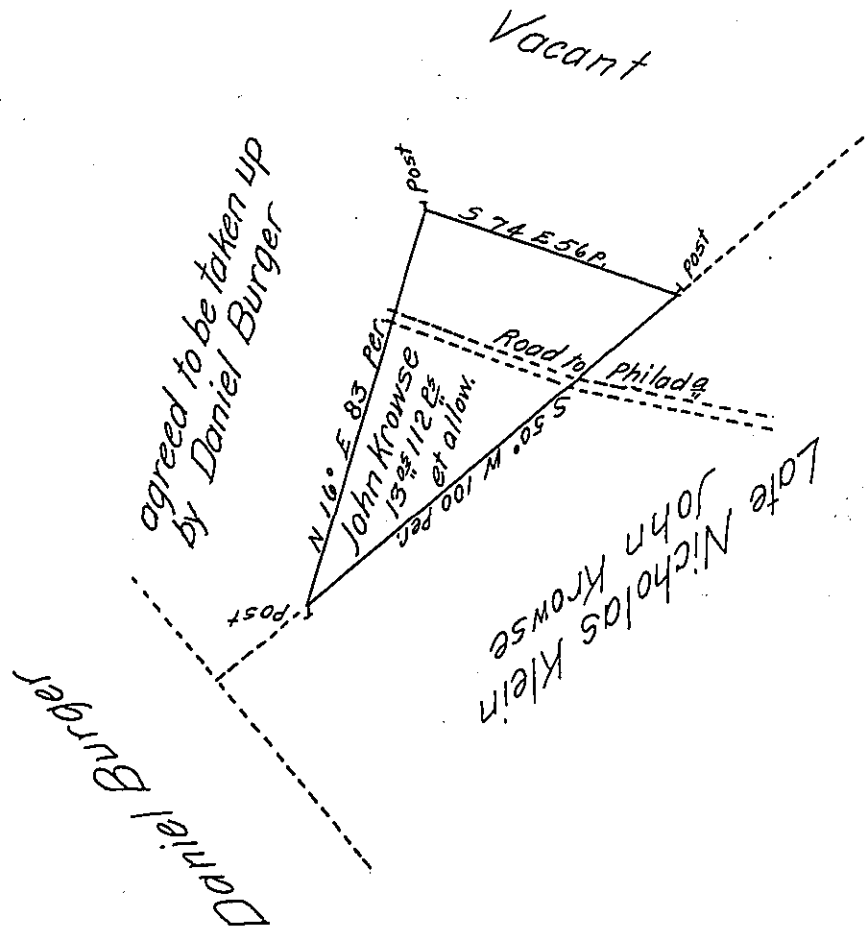 Vacant
agreed to be taken up
by Daniel Burger
Post
S 74 E 56 P.
Post
N 16° E 83 Per.
John Krowse
13 as 112 Ps
et allow.
Road to Philada
S 50° W 100 Per.
Post
Late Nicholas Klein
John Krowse
Daniel Burger